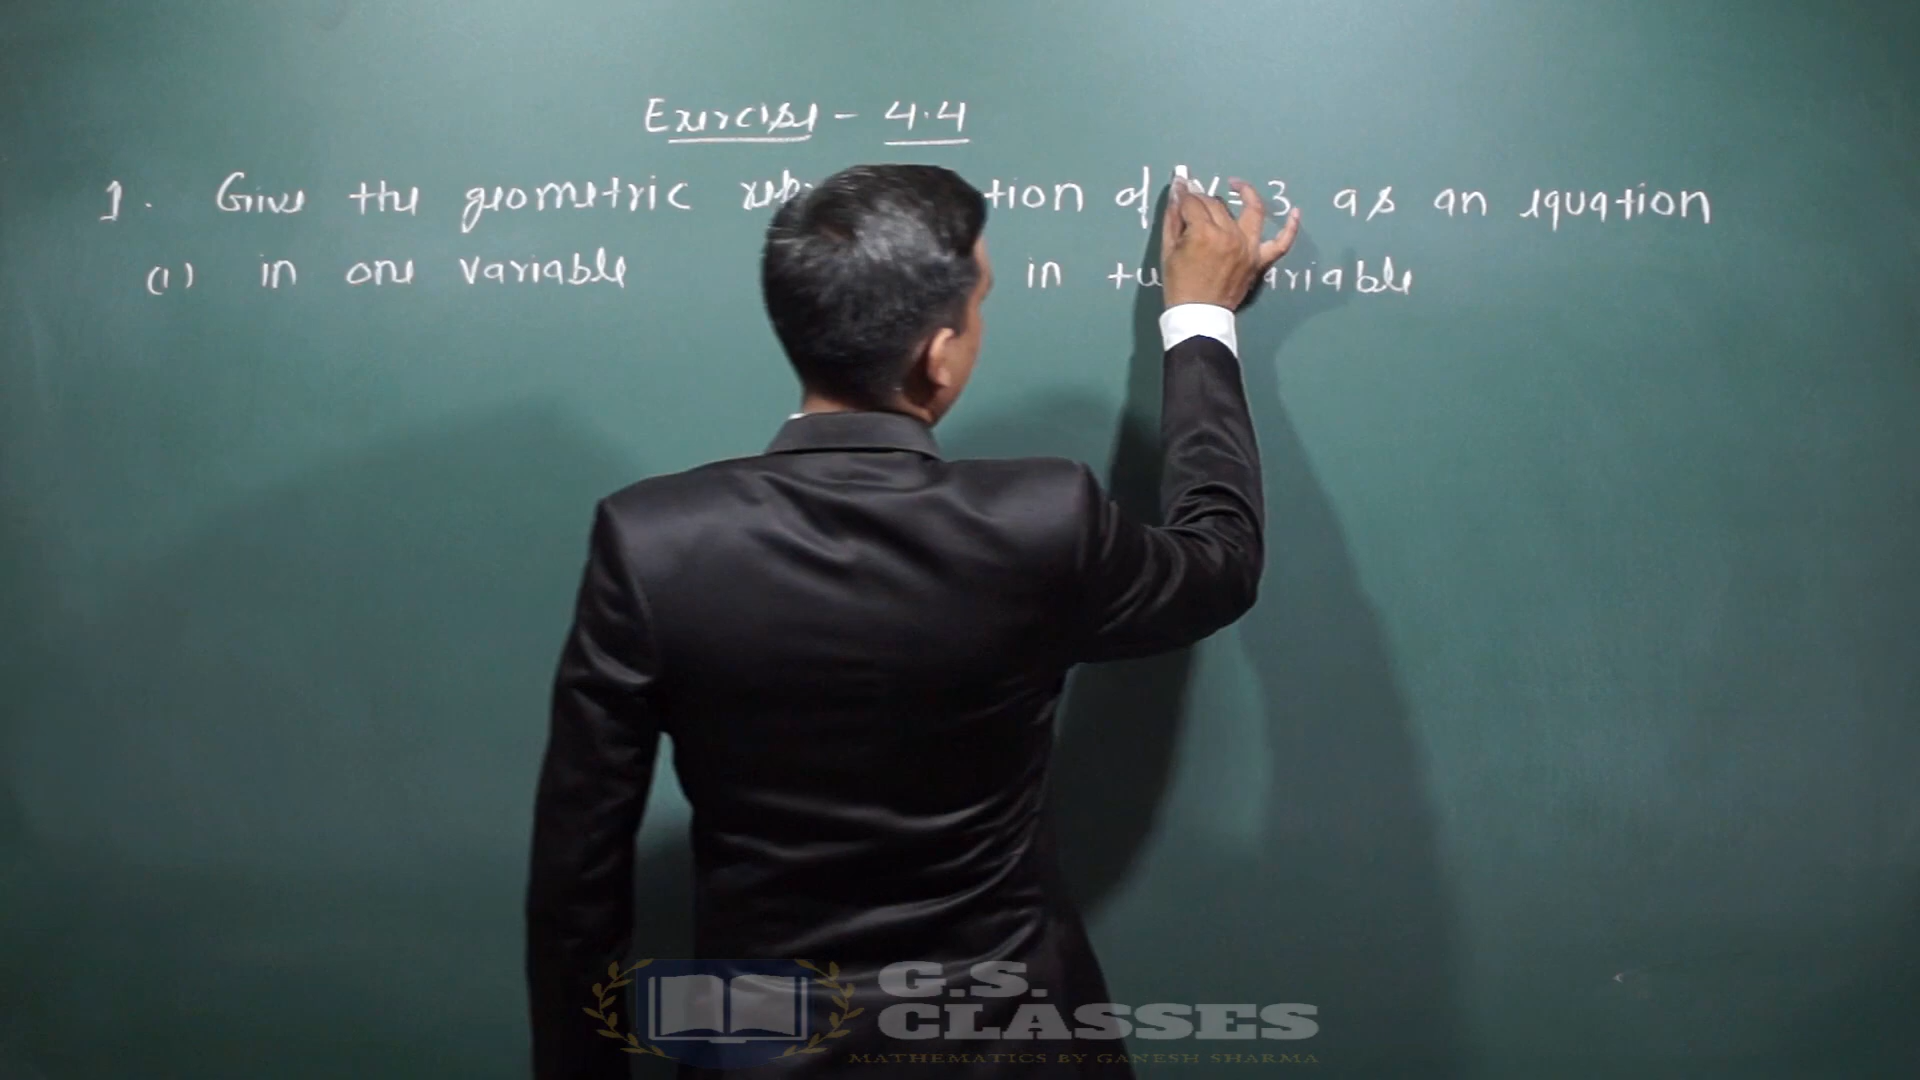 Exercise - 4.4
1. Give the geometric tion of y = 3 as an equation
(i) in one variable in variable
G.S.
CLASSES
MATHEMATICS BY GANESH SHARMA